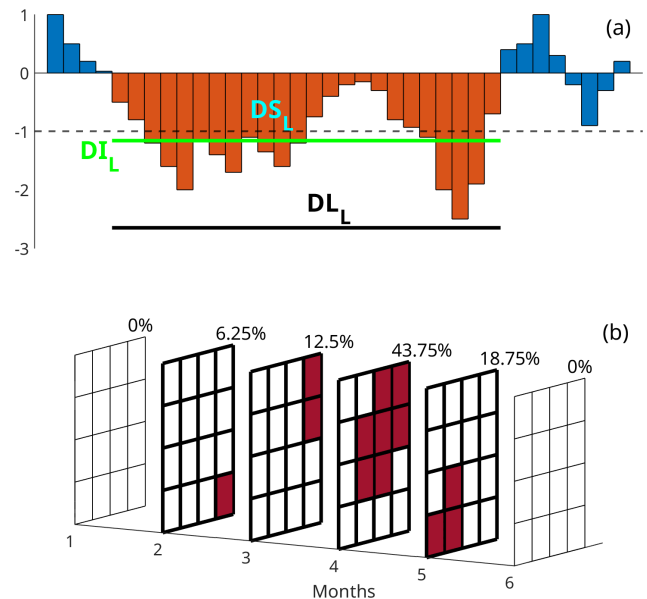 1
(a)
0
DS_L
-1
DI_L
-2
DL_L
-3
(b)
0%
6.25%
12.5%
43.75%
18.75%
0%
1
2
3
4
5
6
Months